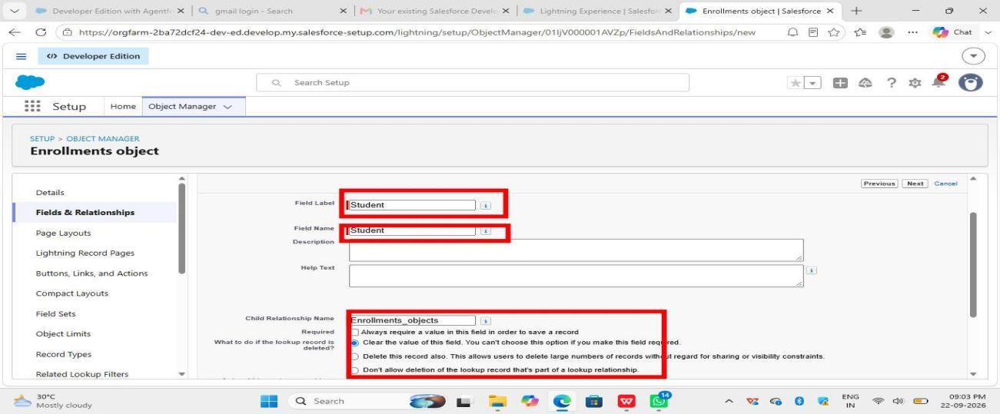 Developer Edition with Agentfo
gmail login - Search
Your existing Salesforce Develo
Lightning Experience | Salesforc
Enrollments object | Salesforce
https://orgfarm-2ba72dcf24-dev-ed.develop.my.salesforce-setup.com/lightning/setup/ObjectManager/01IjV000001AVZp/FieldsAndRelationships/new
Chat
Developer Edition
Search Setup
2
Setup
Home
Object Manager
SETUP > OBJECT MANAGER
Enrollments object
Details
Fields & Relationships
Page Layouts
Lightning Record Pages
Buttons, Links, and Actions
Compact Layouts
Field Sets
Object Limits
Record Types
Related Lookup Filters
Previous Next Cancel
Field Label Student
Field Name Student
Description
Help Text
Child Relationship Name Enrollments_objects
Required Always require a value in this field in order to save a record
What to do if the lookup record is deleted? Clear the value of this field. You can't choose this option if you make this field required.
Delete this record also. This allows users to delete large numbers of records without regard for sharing or visibility constraints.
Don't allow deletion of the lookup record that's part of a lookup relationship.
30°C
Mostly cloudy
Search
14
ENG
IN
09:03 PM
22-09-2026